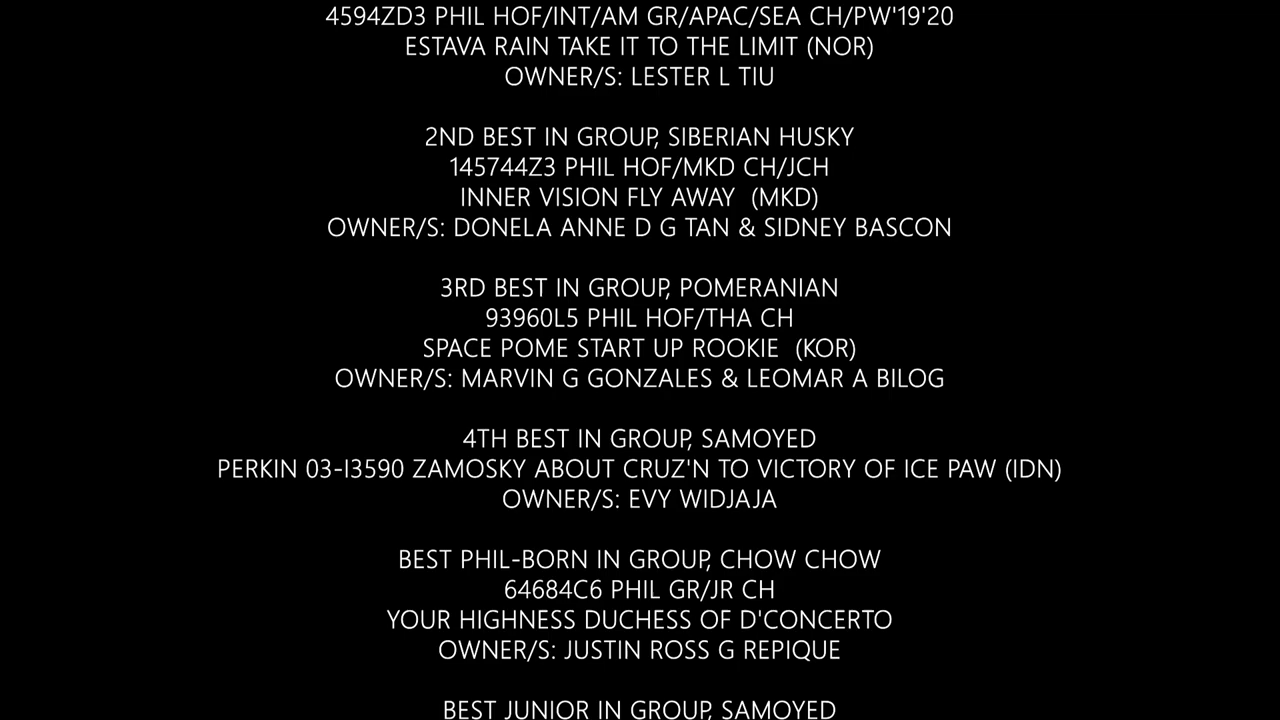 4594ZD3 PHIL HOF/INT/AM GR/APAC/SEA CH/PW'19'20
ESTAVA RAIN TAKE IT TO THE LIMIT (NOR)
OWNER/S: LESTER L TIU
2ND BEST IN GROUP, SIBERIAN HUSKY
145744Z3 PHIL HOF/MKD CH/JCH
INNER VISION FLY AWAY  (MKD)
OWNER/S: DONELA ANNE D G TAN & SIDNEY BASCON
3RD BEST IN GROUP, POMERANIAN
93960L5 PHIL HOF/THA CH
SPACE POME START UP ROOKIE  (KOR)
OWNER/S: MARVIN G GONZALES & LEOMAR A BILOG
4TH BEST IN GROUP, SAMOYED
PERKIN 03-I3590 ZAMOSKY ABOUT CRUZ'N TO VICTORY OF ICE PAW (IDN)
OWNER/S: EVY WIDJAJA
BEST PHIL-BORN IN GROUP, CHOW CHOW
64684C6 PHIL GR/JR CH
YOUR HIGHNESS DUCHESS OF D'CONCERTO
OWNER/S: JUSTIN ROSS G REPIQUE
BEST JUNIOR IN GROUP, SAMOYED